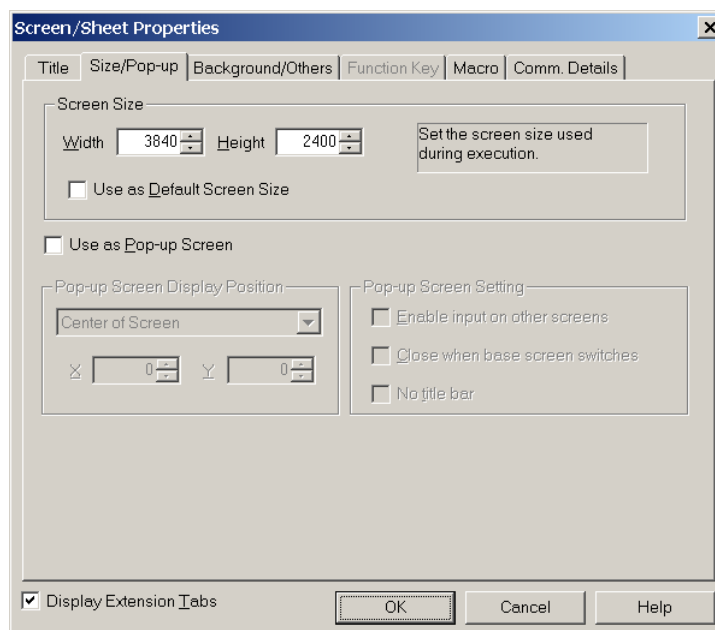 Screen/Sheet Properties
Title Size/Pop-up Background/Others Function Key Macro Comm. Details
Screen Size
Width 3840 Height 2400
Set the screen size used
during execution.
Use as Default Screen Size
Use as Pop-up Screen
Pop-up Screen Display Position
Center of Screen
X 0 Y 0
Pop-up Screen Setting
Enable input on other screens
Close when base screen switches
No title bar
Display Extension Tabs
OK Cancel Help